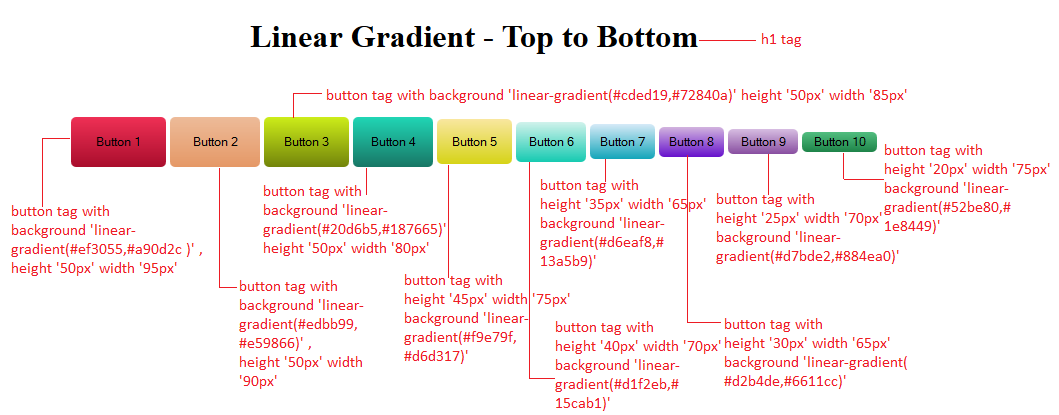 Linear Gradient - Top to Bottom
h1 tag
button tag with background 'linear-gradient(#cded19,#72840a)' height '50px' width '85px'
Button 1
Button 2
Button 3
Button 4
Button 5
Button 6
Button 7
Button 8
Button 9
Button 10
button tag with
background 'linear-
gradient(#ef3055,#a90d2c )' ,
height '50px' width '95px'
button tag with
background 'linear-
gradient(#edbb99,
#e59866)' ,
height '50px' width
'90px'
button tag with
background 'linear-
gradient(#20d6b5,#187665)'
height '50px' width '80px'
button tag with
height '45px' width '75px'
background 'linear-
gradient(#f9e79f,
#d6d317)'
button tag with
height '40px' width '70px'
background 'linear-
gradient(#d1f2eb,#
15cab1)'
button tag with
height '35px' width '65px'
background 'linear-
gradient(#d6eaf8,#
13a5b9)'
button tag with
height '30px' width '65px'
background 'linear-gradient(
#d2b4de,#6611cc)'
button tag with
height '25px' width '70px'
background 'linear-
gradient(#d7bde2,#884ea0)'
button tag with
height '20px' width '75px'
background 'linear-
gradient(#52be80,#
1e8449)'